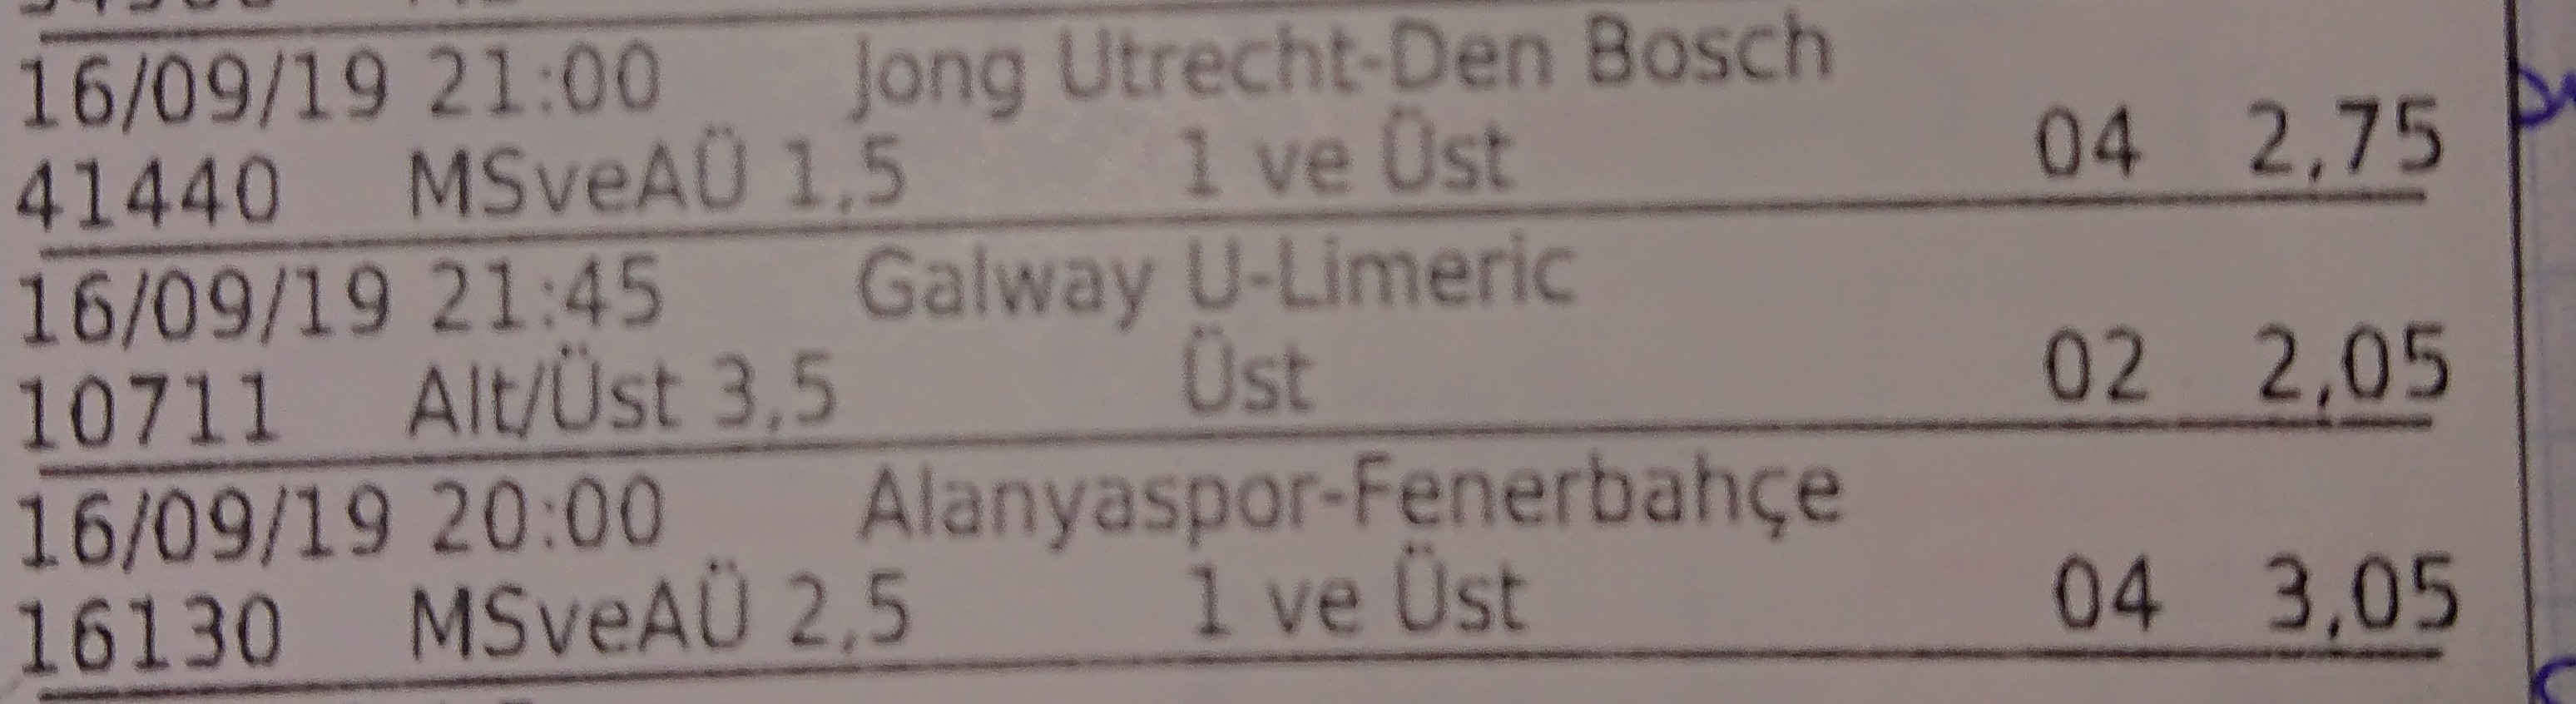 16/09/19 21:00 Jong Utrecht-Den Bosch
41440 MSveAÜ 1,5 1 ve Üst 04 2,75
16/09/19 21:45 Galway U-Limeric
10711 Alt/Üst 3,5 Üst 02 2,05
16/09/19 20:00 Alanyaspor-Fenerbahçe
16130 MSveAÜ 2,5 1 ve Üst 04 3,05